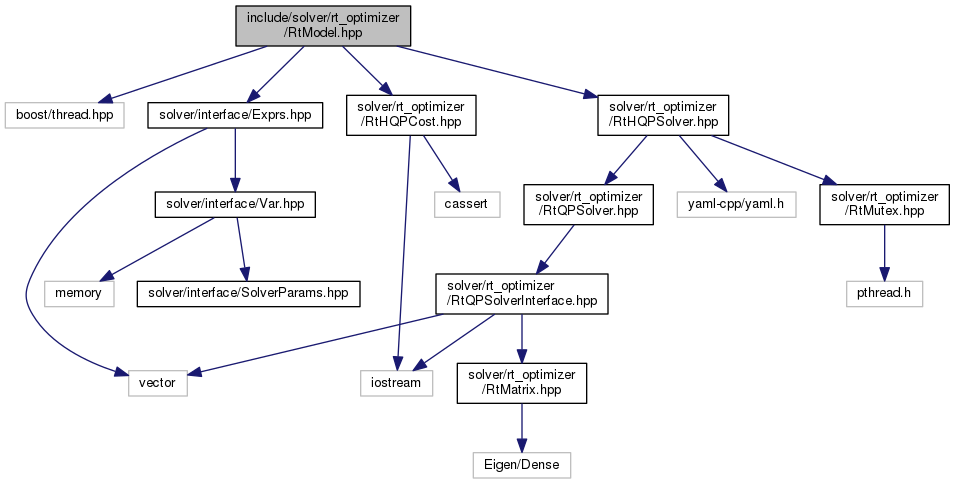 include/solver/rt_optimizer
/RtModel.hpp
boost/thread.hpp
solver/interface/Exprs.hpp
solver/rt_optimizer
/RtHQPCost.hpp
solver/rt_optimizer
/RtHQPSolver.hpp
solver/interface/Var.hpp
cassert
solver/rt_optimizer
/RtQPSolver.hpp
yaml-cpp/yaml.h
solver/rt_optimizer
/RtMutex.hpp
memory
solver/interface/SolverParams.hpp
solver/rt_optimizer
/RtQPSolverInterface.hpp
pthread.h
vector
iostream
solver/rt_optimizer
/RtMatrix.hpp
Eigen/Dense